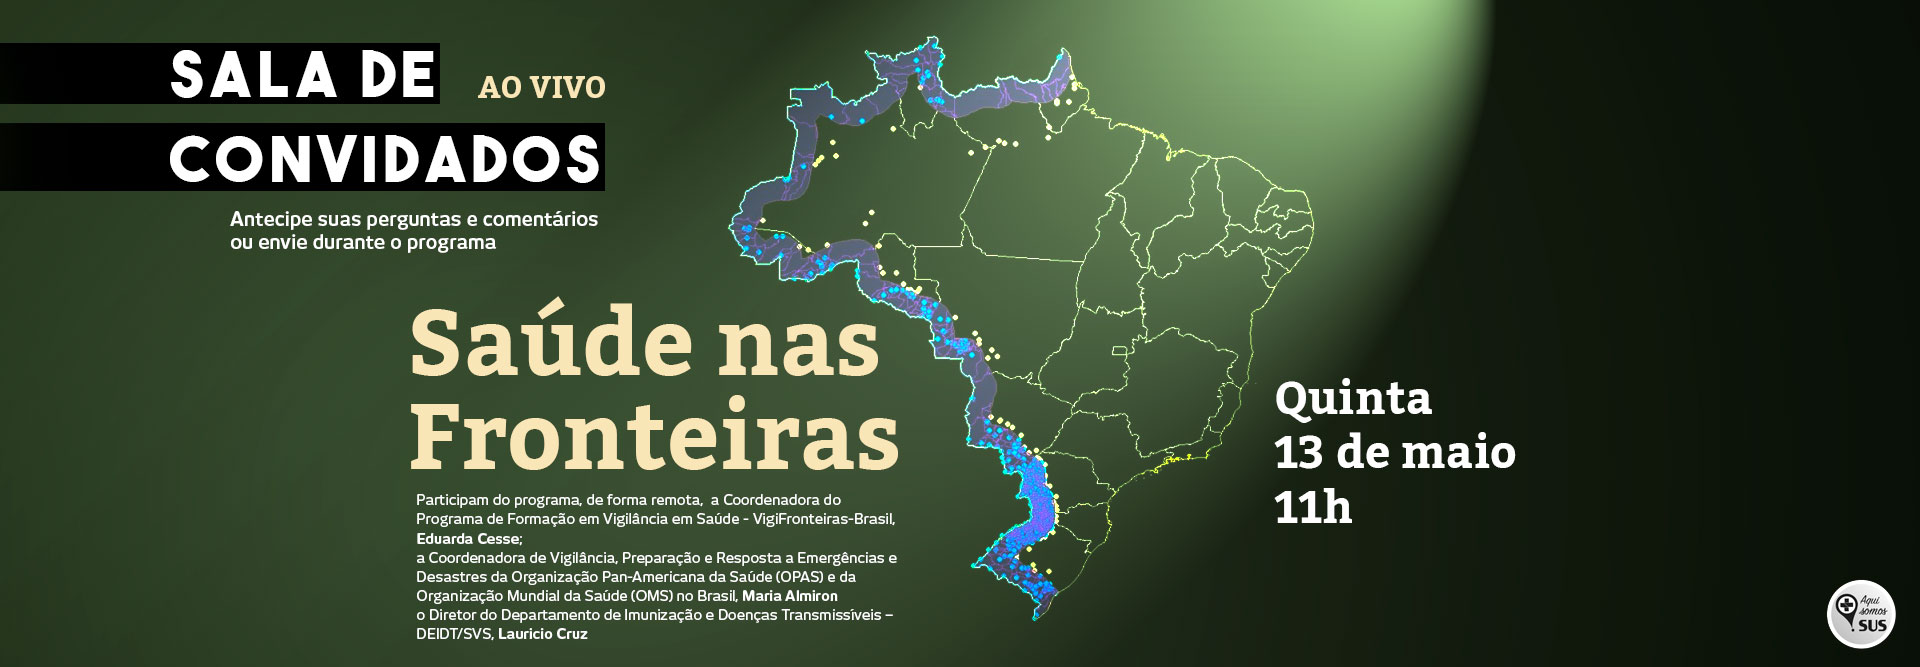 SALA DE
AO VIVO
CONVIDADOS
Antecipe suas perguntas e comentários
ou envie durante o programa
Saúde nas
Fronteiras
Participam do programa, de forma remota,  a Coordenadora do
Programa de Formação em Vigilância em Saúde - VigiFronteiras-Brasil,
Eduarda Cesse;
a Coordenadora de Vigilância, Preparação e Resposta a Emergências e
Desastres da Organização Pan-Americana da Saúde (OPAS) e da
Organização Mundial da Saúde (OMS) no Brasil, Maria Almiron
o Diretor do Departamento de Imunização e Doenças Transmissíveis –
DEIDT/SVS, Lauricio Cruz
Quinta
13 de maio
11h
Aqui
somos
SUS